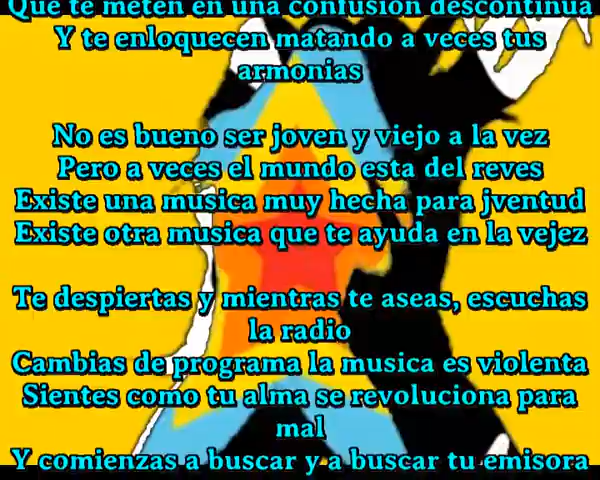 Que te meten en una confusion descontinua
Y te enloquecen matando a veces tus
armonias
No es bueno ser joven y viejo a la vez
Pero a veces el mundo esta del reves
Existe una musica muy hecha para jventud
Existe otra musica que te ayuda en la vejez
Te despiertas y mientras te aseas, escuchas
la radio
Cambias de programa la musica es violenta
Sientes como tu alma se revoluciona para
mal
Y comienzas a buscar y a buscar tu emisora